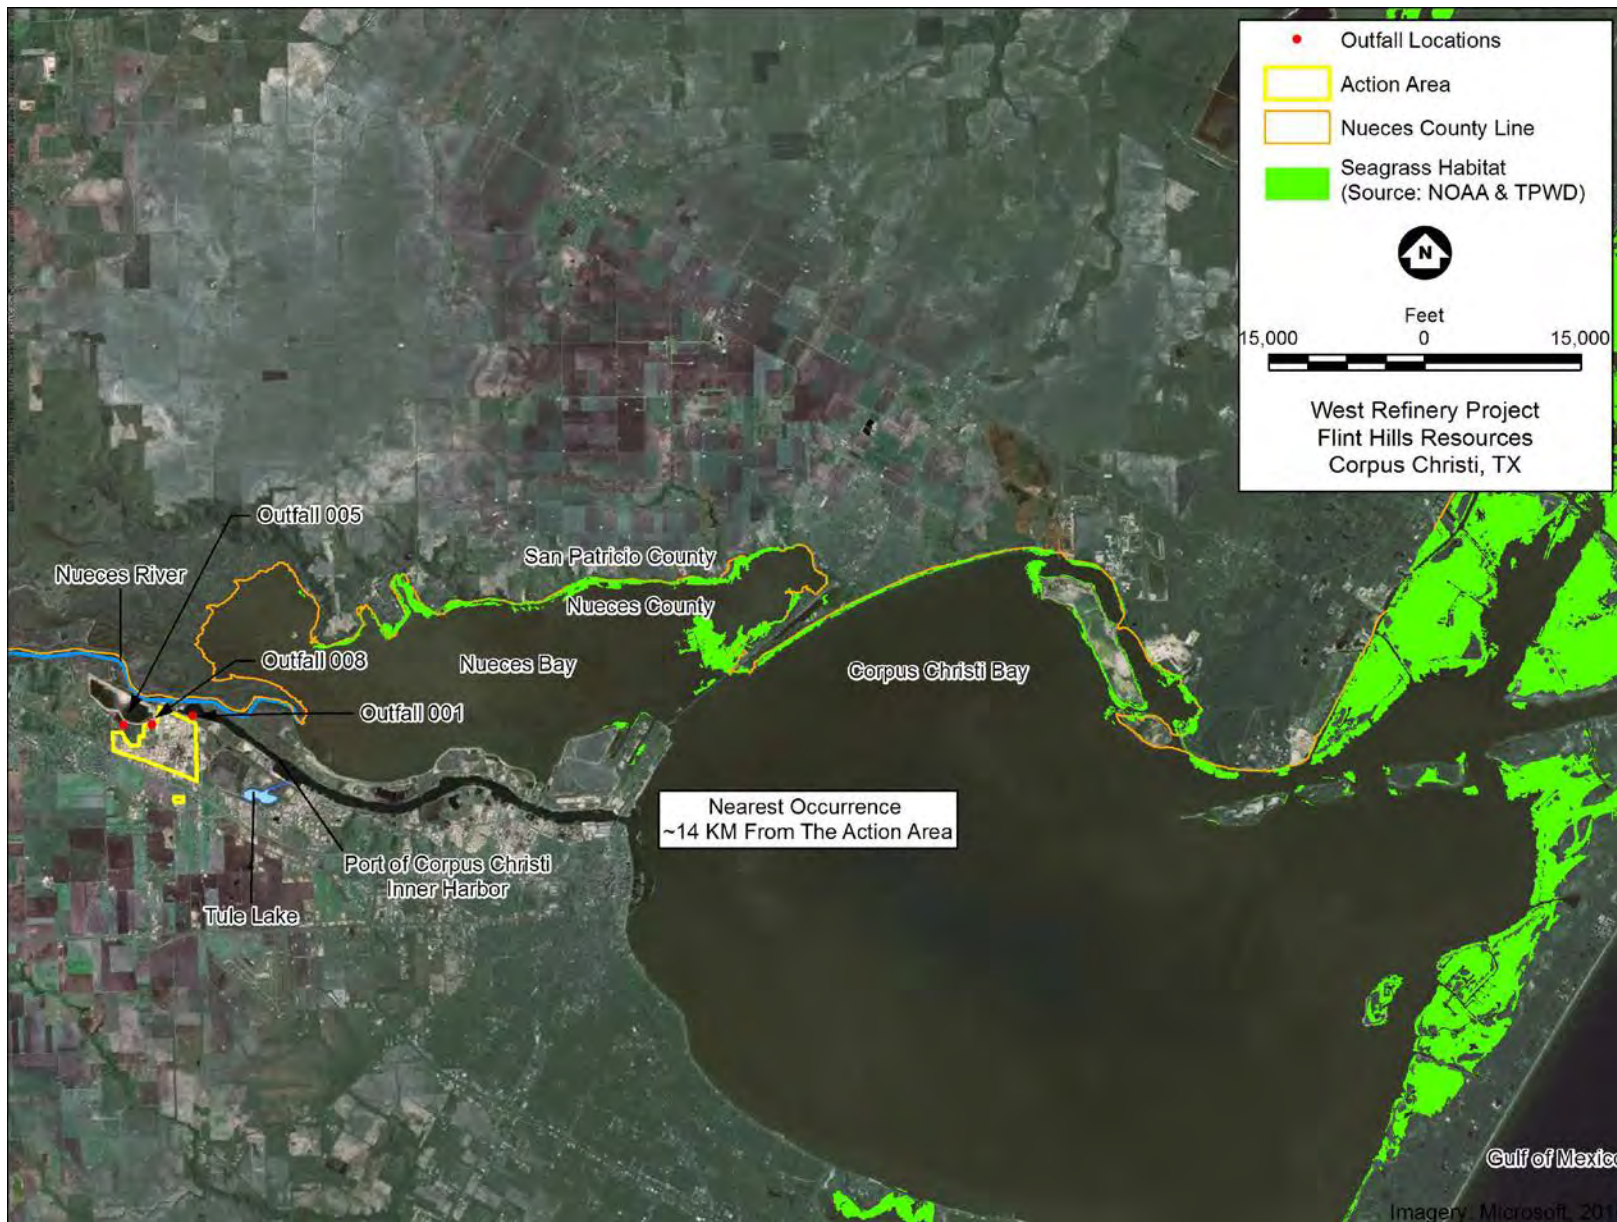 Outfall Locations
Action Area
Nueces County Line
Seagrass Habitat
(Source: NOAA & TPWD)
N
Feet
15,000 0 15,000
West Refinery Project
Flint Hills Resources
Corpus Christi, TX
Outfall 005
San Patricio County
Nueces River
Nueces County
Outfall 008
Nueces Bay
Corpus Christi Bay
Outfall 001
Nearest Occurrence
~14 KM From The Action Area
Port of Corpus Christi
Inner Harbor
Tule Lake
Gulf of Mexico
Imagery: Microsoft, 201